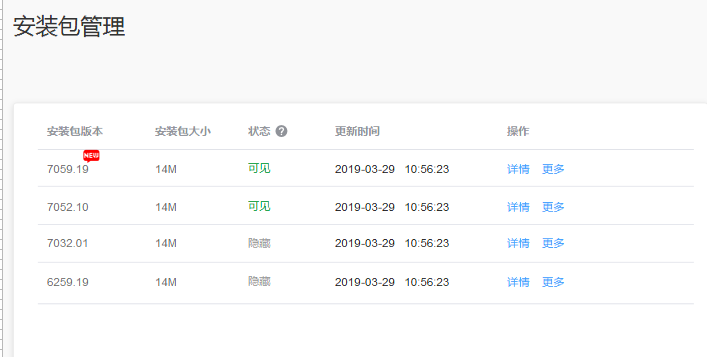 安装包管理
安装包版本 安装包大小 状态 ? 更新时间 操作
NEW
7059.19 14M 可见 2019-03-29 10:56:23 详情 更多
7052.10 14M 可见 2019-03-29 10:56:23 详情 更多
7032.01 14M 隐藏 2019-03-29 10:56:23 详情 更多
6259.19 14M 隐藏 2019-03-29 10:56:23 详情 更多